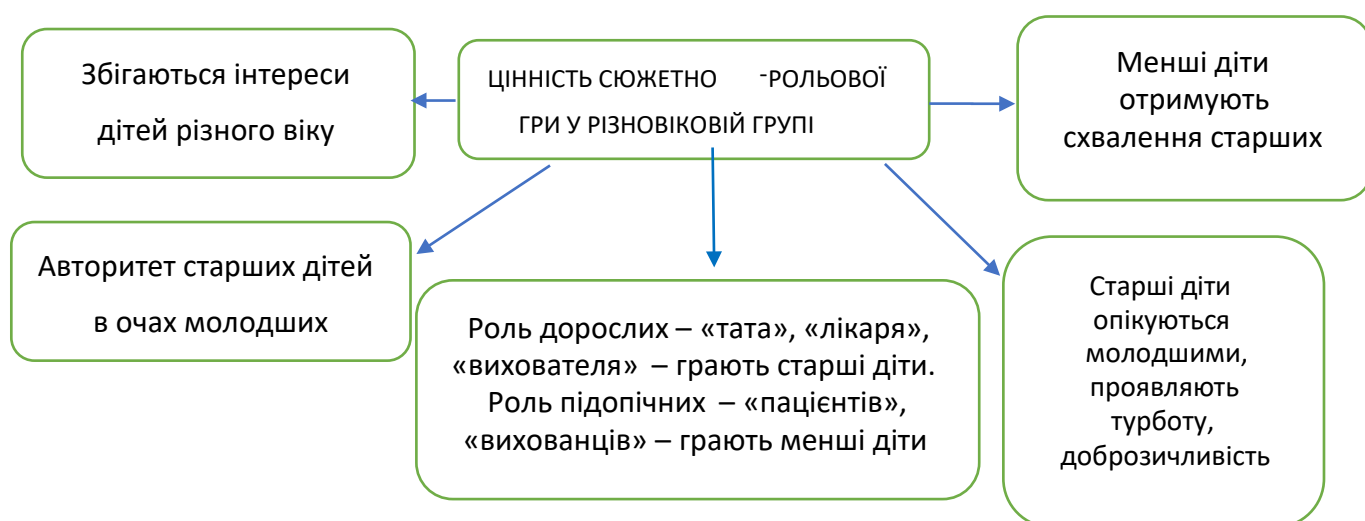 Збігаються інтереси
дітей різного віку
ЦІННІСТЬ СЮЖЕТНО -РОЛЬОВОЇ
ГРИ У РІЗНОВІКОВІЙ ГРУПІ
Менші діти
отримують
схвалення старших
Авторитет старших дітей
в очах молодших
Роль дорослих – «тата», «лікаря»,
«вихователя» – грають старші діти.
Роль підопічних – «пацієнтів»,
«вихованців» – грають менші діти
Старші діти
опікуються
молодшими,
проявляють
турботу,
доброзичливість